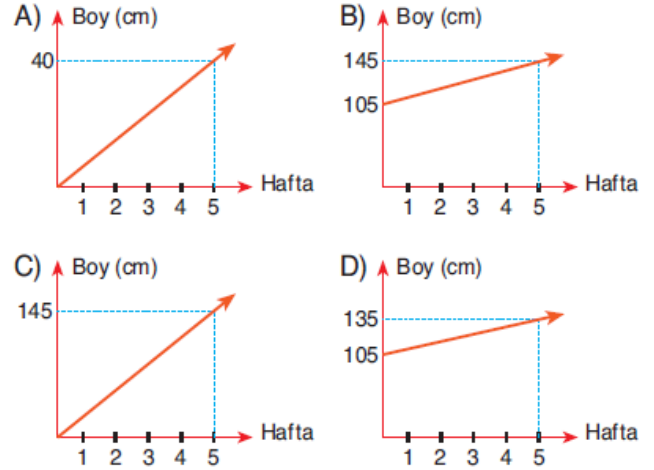 A) Boy (cm)
40
Hafta
1 2 3 4 5
B) Boy (cm)
145
105
Hafta
1 2 3 4 5
C) Boy (cm)
145
Hafta
1 2 3 4 5
D) Boy (cm)
135
105
Hafta
1 2 3 4 5